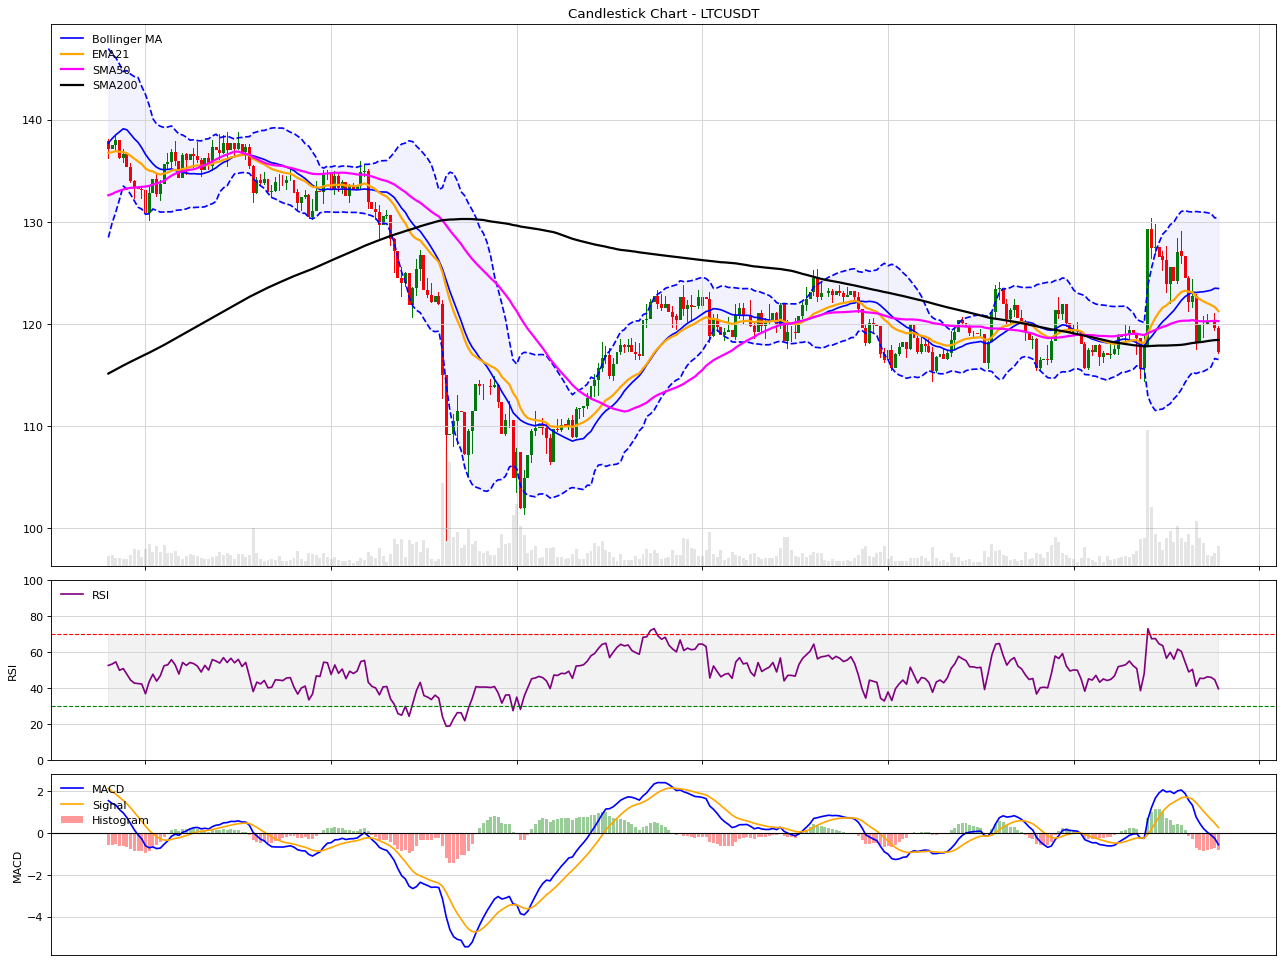 Candlestick Chart - LTCUSDT
Bollinger MA
EMA21
SMA50
SMA200
140
130
120
110
100
100
80
60
40
20
0
RSI
RSI
2
0
−2
−4
MACD
MACD
Signal
Histogram